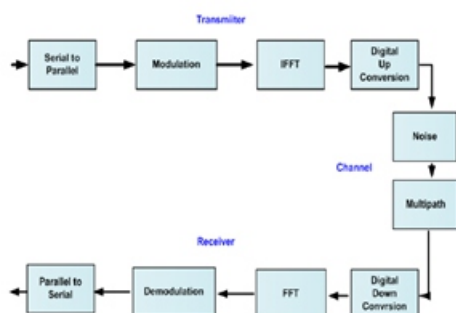 Transmiter
Serial to
Parallel
Modulation
IFFT
Digital
Up
Conversion
Noise
Channel
Multipath
Receiver
Parallel to
Serial
Demodulation
FFT
Digital
Down
Convrsion